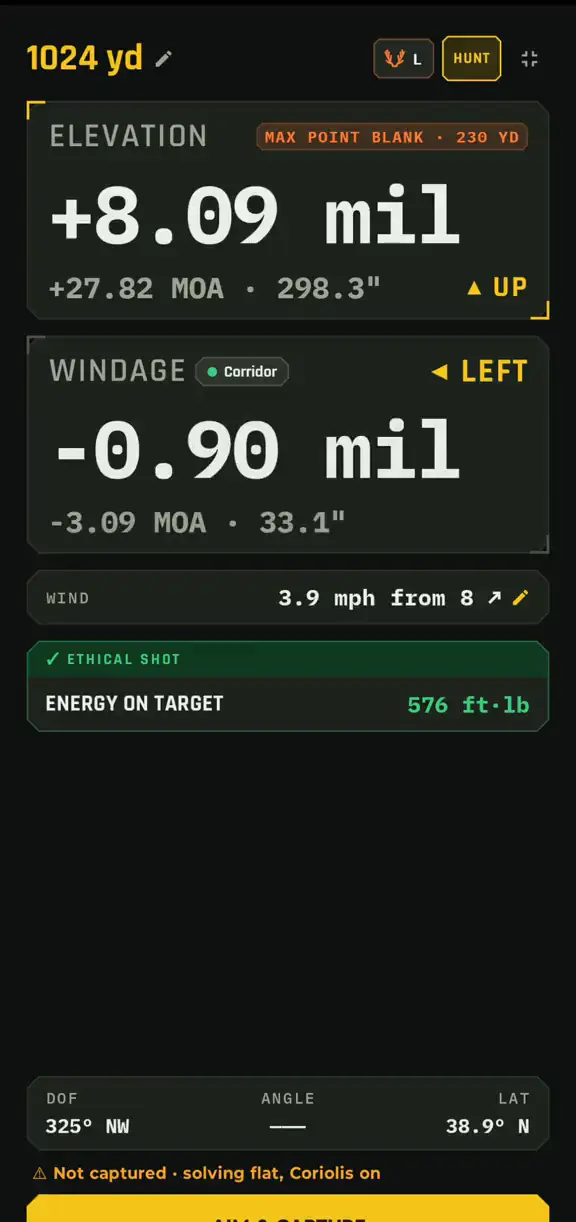 1024 yd
L
HUNT
ELEVATION
MAX POINT BLANK · 230 YD
+8.09 mil
+27.82 MOA · 298.3"
▲ UP
WINDAGE
Corridor
◄ LEFT
-0.90 mil
-3.09 MOA · 33.1"
WIND
3.9 mph from 8 ↗
✓ ETHICAL SHOT
ENERGY ON TARGET
576 ft·lb
DOF ANGLE LAT
325° NW —— 38.9° N
⚠ Not captured · solving flat, Coriolis on